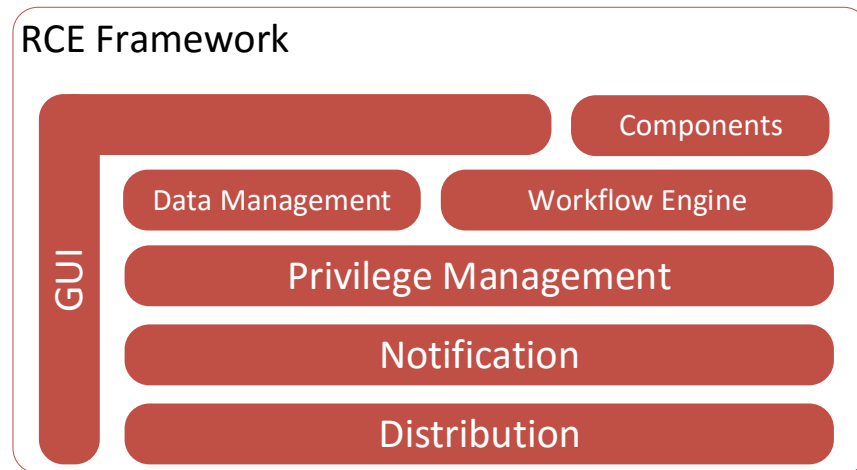 RCE Framework
Components
Data Management
Workflow Engine
GUI
Privilege Management
Notification
Distribution